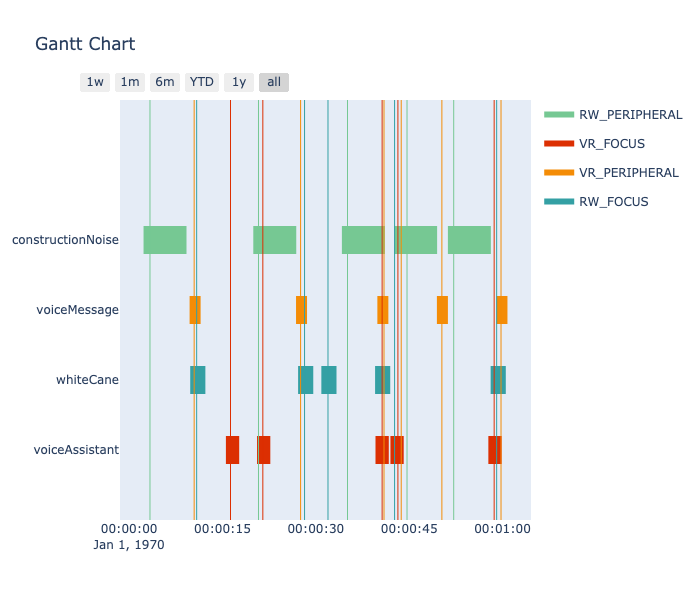 Gantt Chart
1w 1m 6m YTD 1y all
RW_PERIPHERAL
VR_FOCUS
VR_PERIPHERAL
RW_FOCUS
constructionNoise
voiceMessage
whiteCane
voiceAssistant
00:00:00 00:00:15 00:00:30 00:00:45 00:01:00
Jan 1, 1970